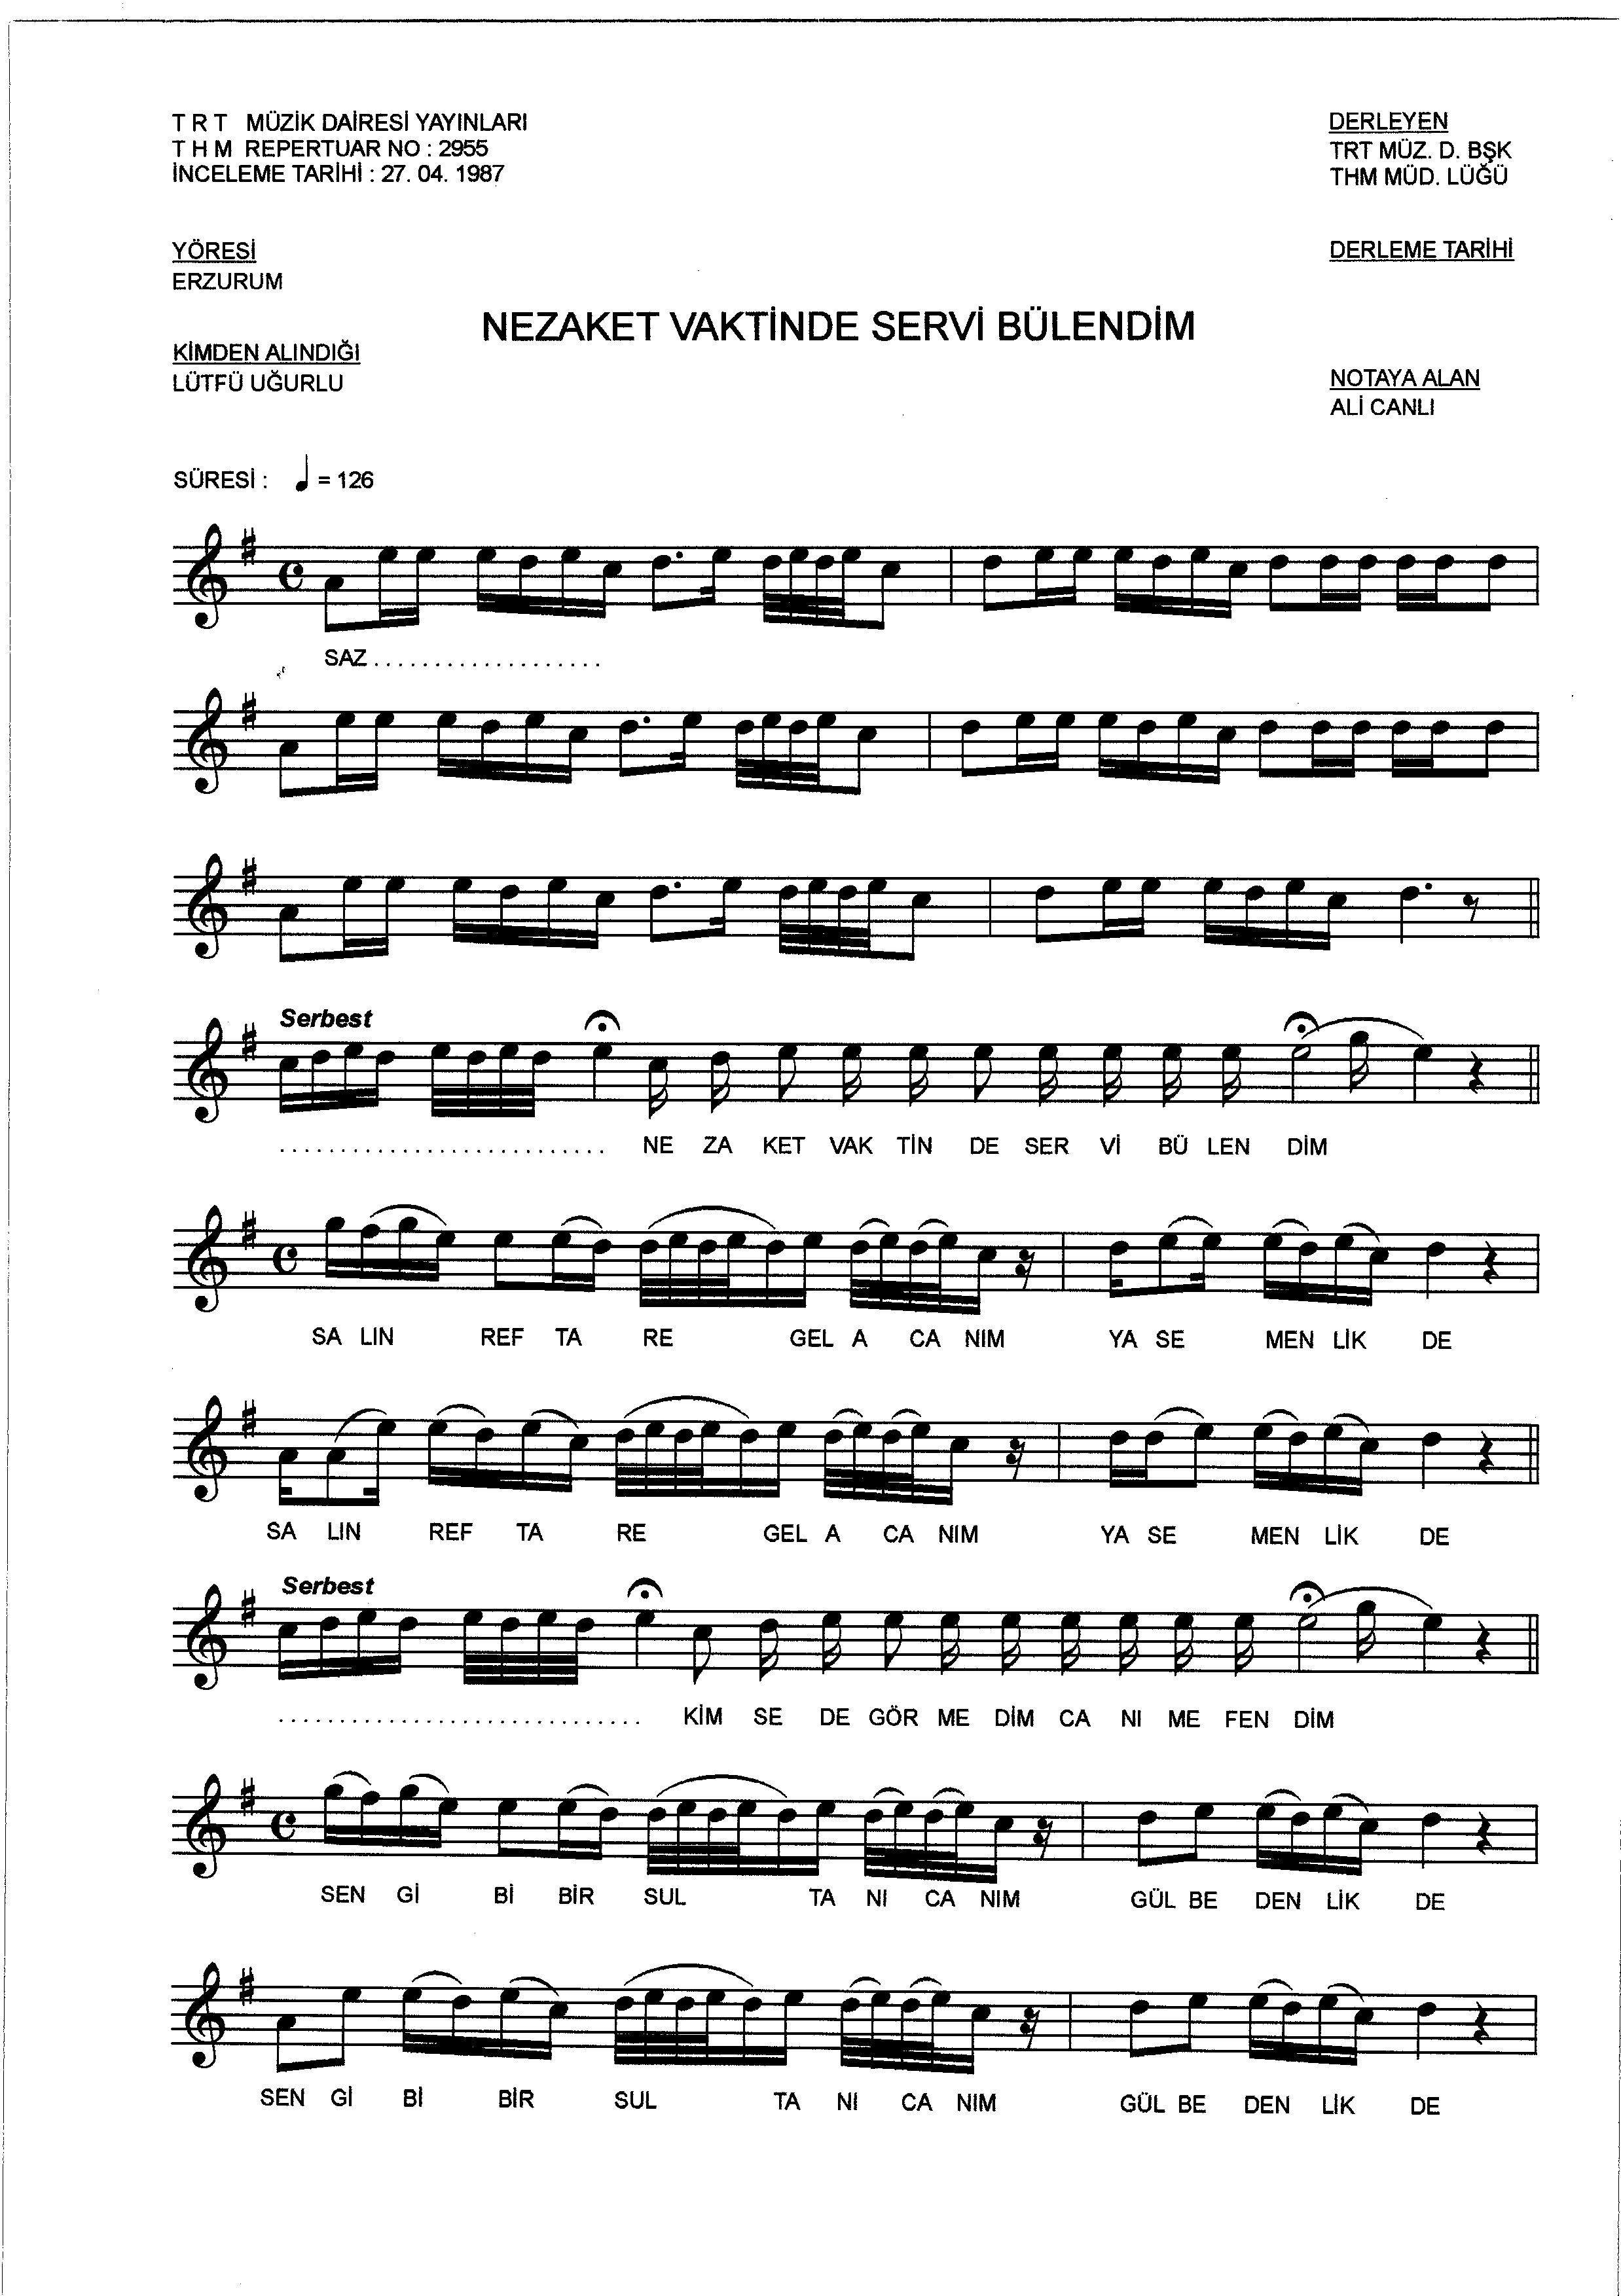 T R T MÜZİK DAİRESİ YAYINLARI
T H M REPERTUAR NO : 2955
İNCELEME TARİHİ : 27. 04. 1987
DERLEYEN
TRT MÜZ. D. BŞK
THM MÜD. LÜĞÜ
YÖRESİ
ERZURUM
DERLEME TARİHİ
NEZAKET VAKTİNDE SERVİ BÜLENDİM
KİMDEN ALINDIĞI
LÜTFÜ UĞURLU
NOTAYA ALAN
ALİ CANLI
SÜRESİ : = 126
SAZ . . . . . . . . . . . . . . . . . . .
Serbest
. . . . . . . . . . . . . . . . . . . . . . . . . . . NE ZA KET VAK TİN DE SER Vİ BÜ LEN DİM
SA LIN REF TA RE GEL A CA NIM YA SE MEN LİK DE
SA LIN REF TA RE GEL A CA NIM YA SE MEN LİK DE
Serbest
. . . . . . . . . . . . . . . . . . . . . . . . . . . . . . KİM SE DE GÖR ME DİM CA NI ME FEN DİM
SEN Gİ Bİ BİR SUL TA NI CA NIM GÜL BE DEN LİK DE
SEN Gİ Bİ BİR SUL TA NI CA NIM GÜL BE DEN LİK DE